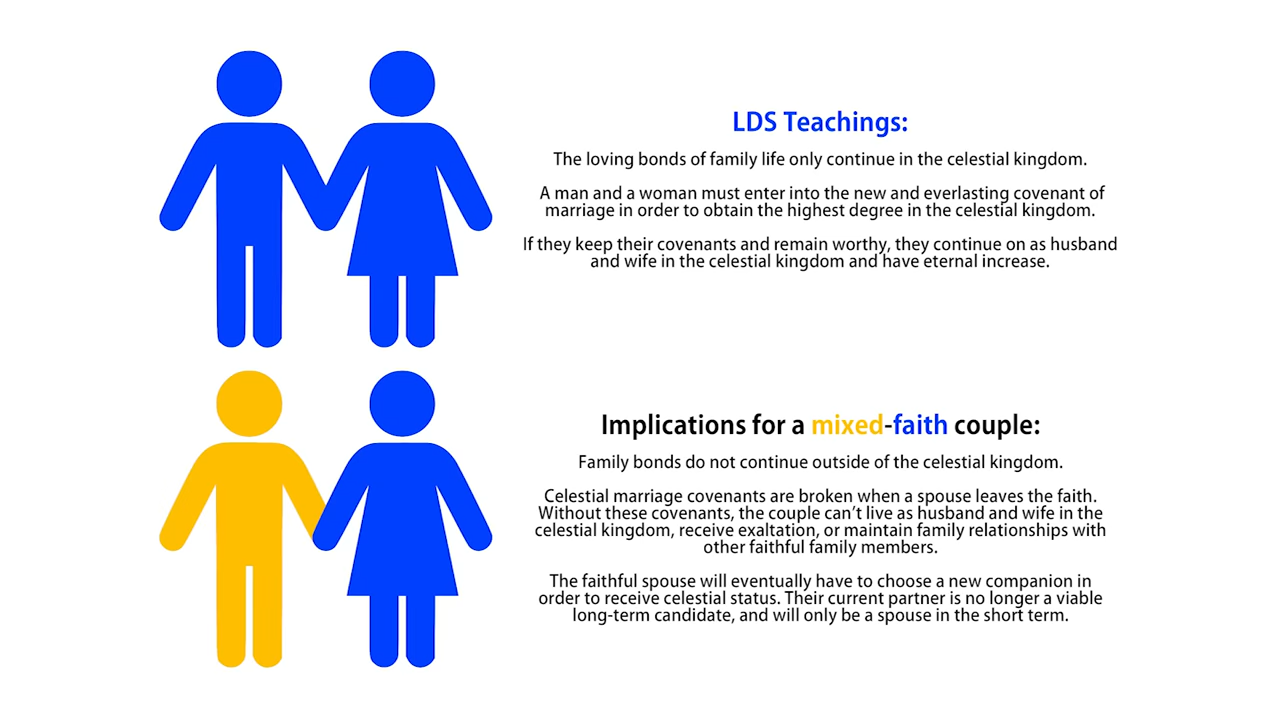 LDS Teachings:
The loving bonds of family life only continue in the celestial kingdom.
A man and a woman must enter into the new and everlasting covenant of
marriage in order to obtain the highest degree in the celestial kingdom.
If they keep their covenants and remain worthy, they continue on as husband
and wife in the celestial kingdom and have eternal increase.
Implications for a mixed-faith couple:
Family bonds do not continue outside of the celestial kingdom.
Celestial marriage covenants are broken when a spouse leaves the faith.
Without these covenants, the couple can’t live as husband and wife in the
celestial kingdom, receive exaltation, or maintain family relationships with
other faithful family members.
The faithful spouse will eventually have to choose a new companion in
order to receive celestial status. Their current partner is no longer a viable
long-term candidate, and will only be a spouse in the short term.